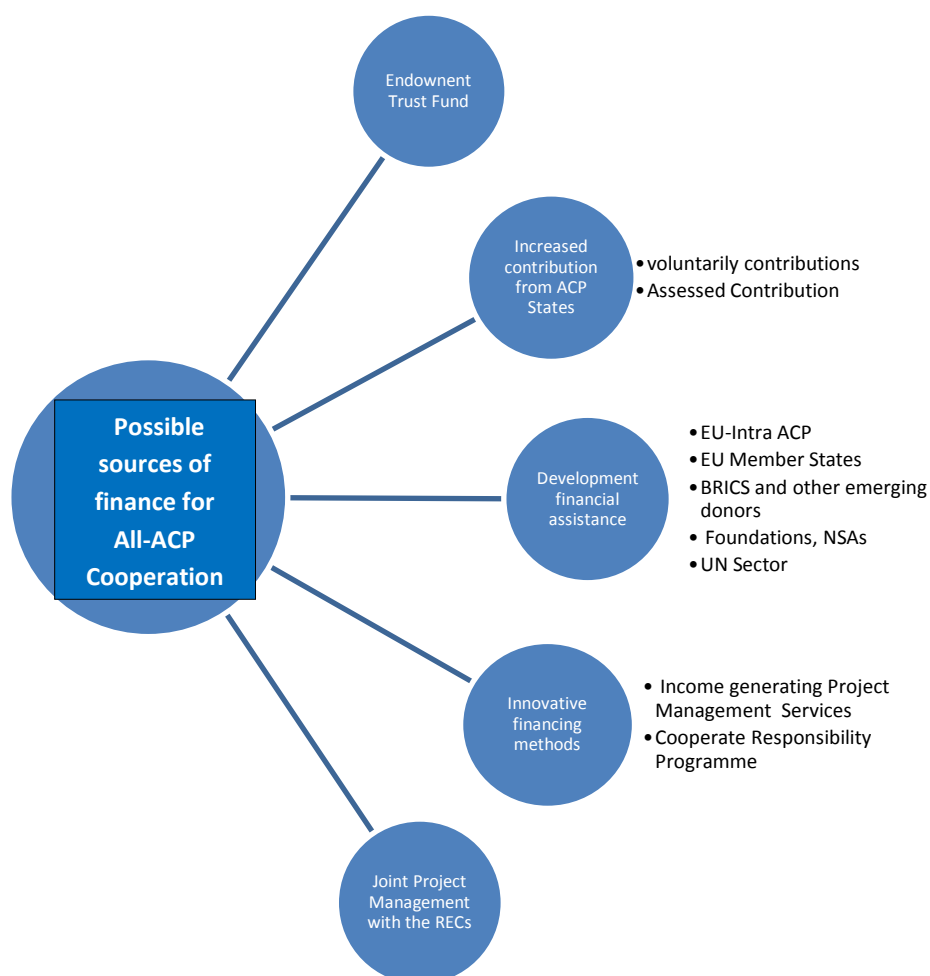 Endownent
Trust Fund
Increased
contribution
from ACP
States
•voluntarily contributions
•Assessed Contribution
Possible
sources of
finance for
All-ACP
Cooperation
Development
financial
assistance
•EU-Intra ACP
•EU Member States
•BRICS and other emerging
donors
• Foundations, NSAs
•UN Sector
Innovative
financing
methods
• Income generating Project
Management Services
•Cooperate Responsibility
Programme
Joint Project
Management
with the RECs